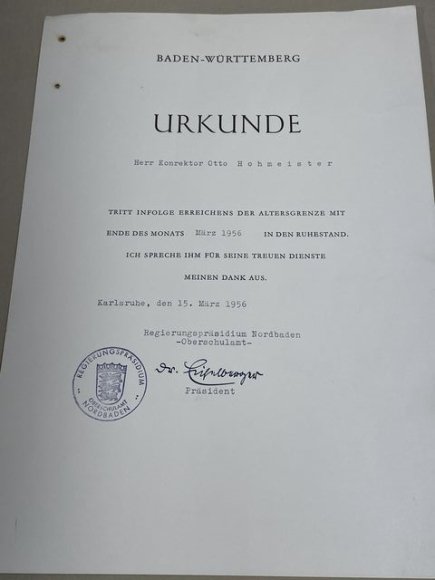 BADEN-WÜRTTEMBERG
URKUNDE
Herr Konrektor Otto Hohmeister
TRITT INFOLGE ERREICHENS DER ALTERSGRENZE MIT
ENDE DES MONATS März 1956 IN DEN RUHESTAND.
ICH SPRECHE IHM FÜR SEINE TREUEN DIENSTE
MEINEN DANK AUS.
Karlsruhe, den 15. März 1956
Regierungspräsidium Nordbaden
-Oberschulamt-
REGIERUNGSPRÄSIDIUM
OBERSCHULAMT
NORDBADEN
Dr.
Präsident